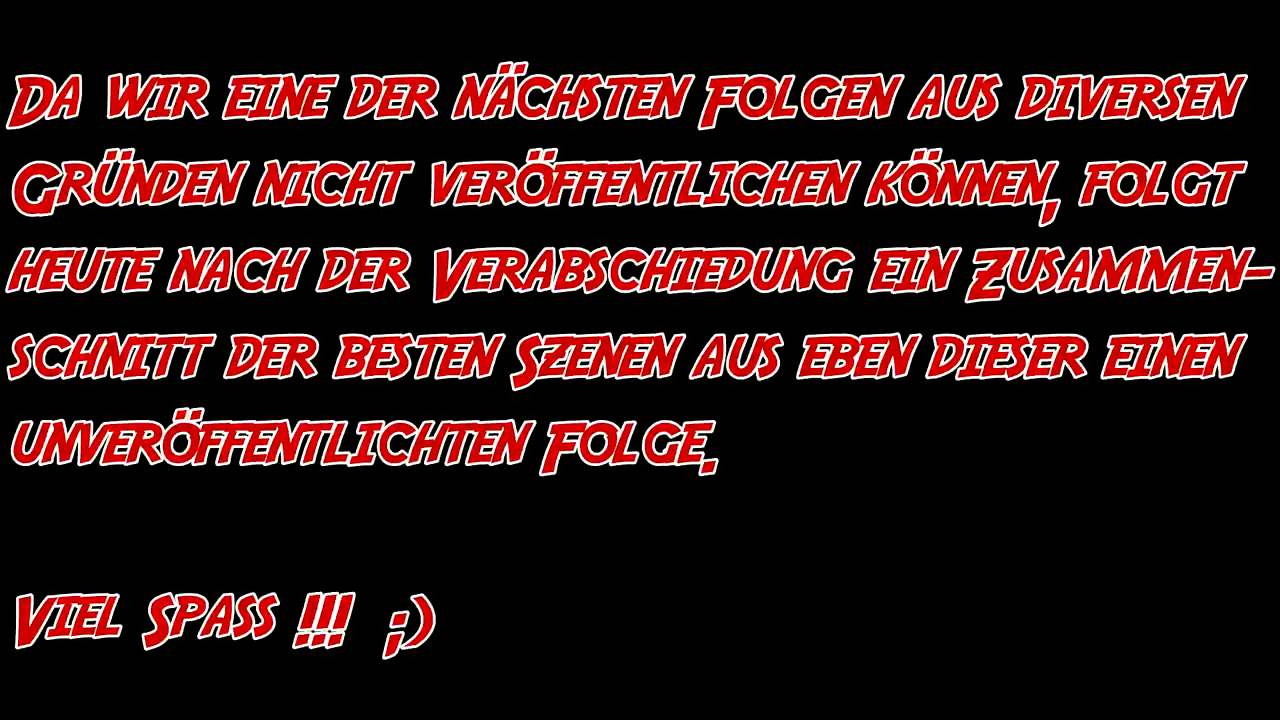 Da wir eine der nächsten Folgen aus diversen
Gründen nicht veröffentlichen können, folgt
heute nach der Verabschiedung ein Zusammen-
schnitt der besten Szenen aus eben dieser einen
unveröffentlichten Folge.
Viel Spass !!! ;)